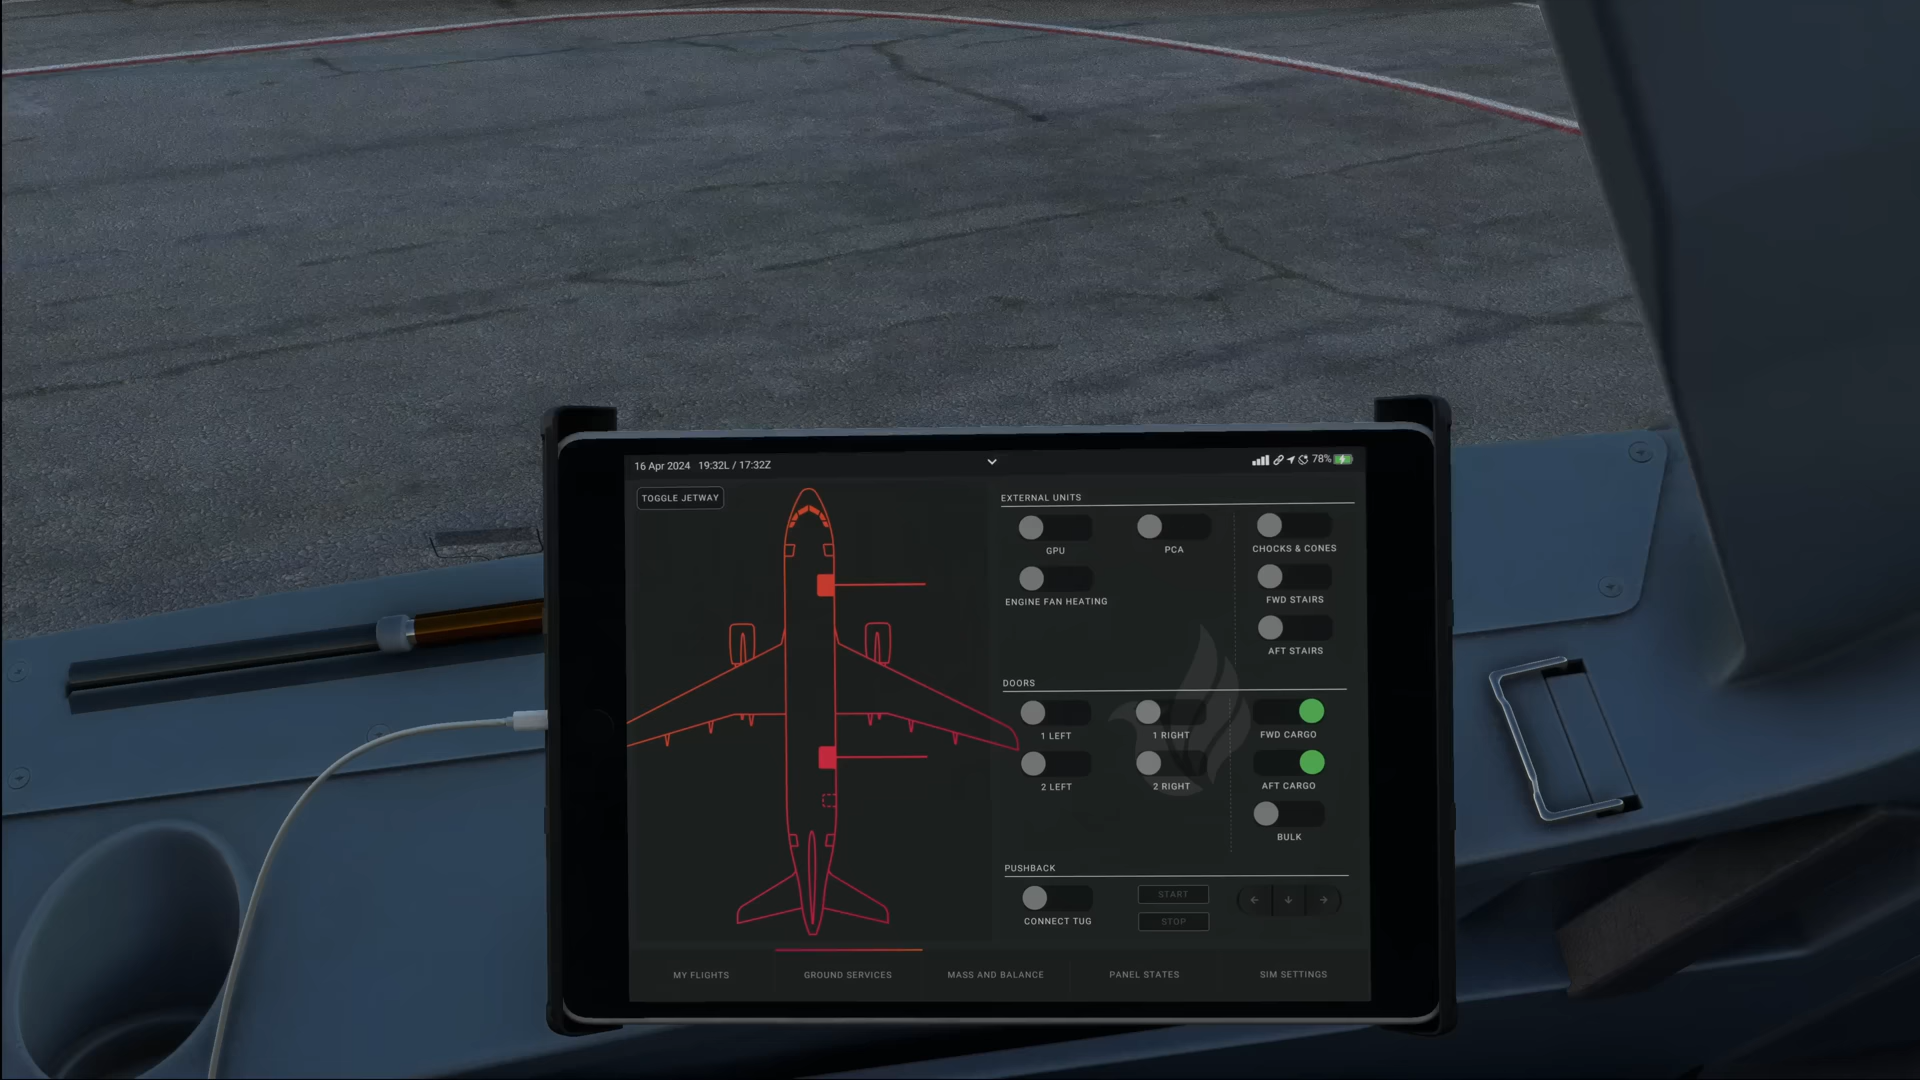 16 Apr 2024 19:32L / 17:32Z
78%
TOGGLE JETWAY
EXTERNAL UNITS
GPU
PCA
CHOCKS & CONES
ENGINE FAN HEATING
FWD STAIRS
AFT STAIRS
DOORS
1 LEFT
1 RIGHT
FWD CARGO
2 LEFT
2 RIGHT
AFT CARGO
BULK
PUSHBACK
CONNECT TUG
START
STOP
MY FLIGHTS
GROUND SERVICES
MASS AND BALANCE
PANEL STATES
SIM SETTINGS